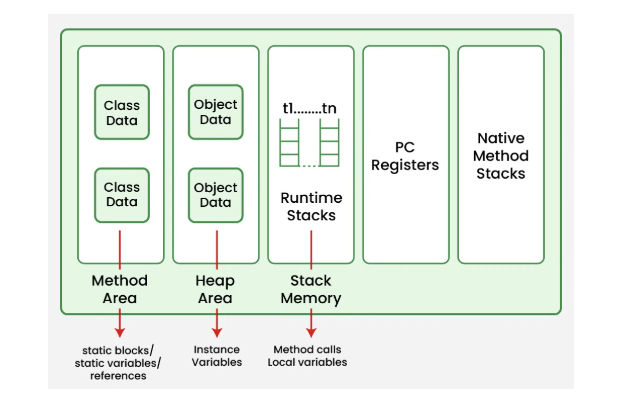 Class
Data
Class
Data
Method
Area
static blocks/
static variables/
references
Object
Data
Object
Data
Heap
Area
Instance
Variables
t1........tn
Runtime
Stacks
Stack
Memory
Method calls
Local variables
PC
Registers
Native
Method
Stacks